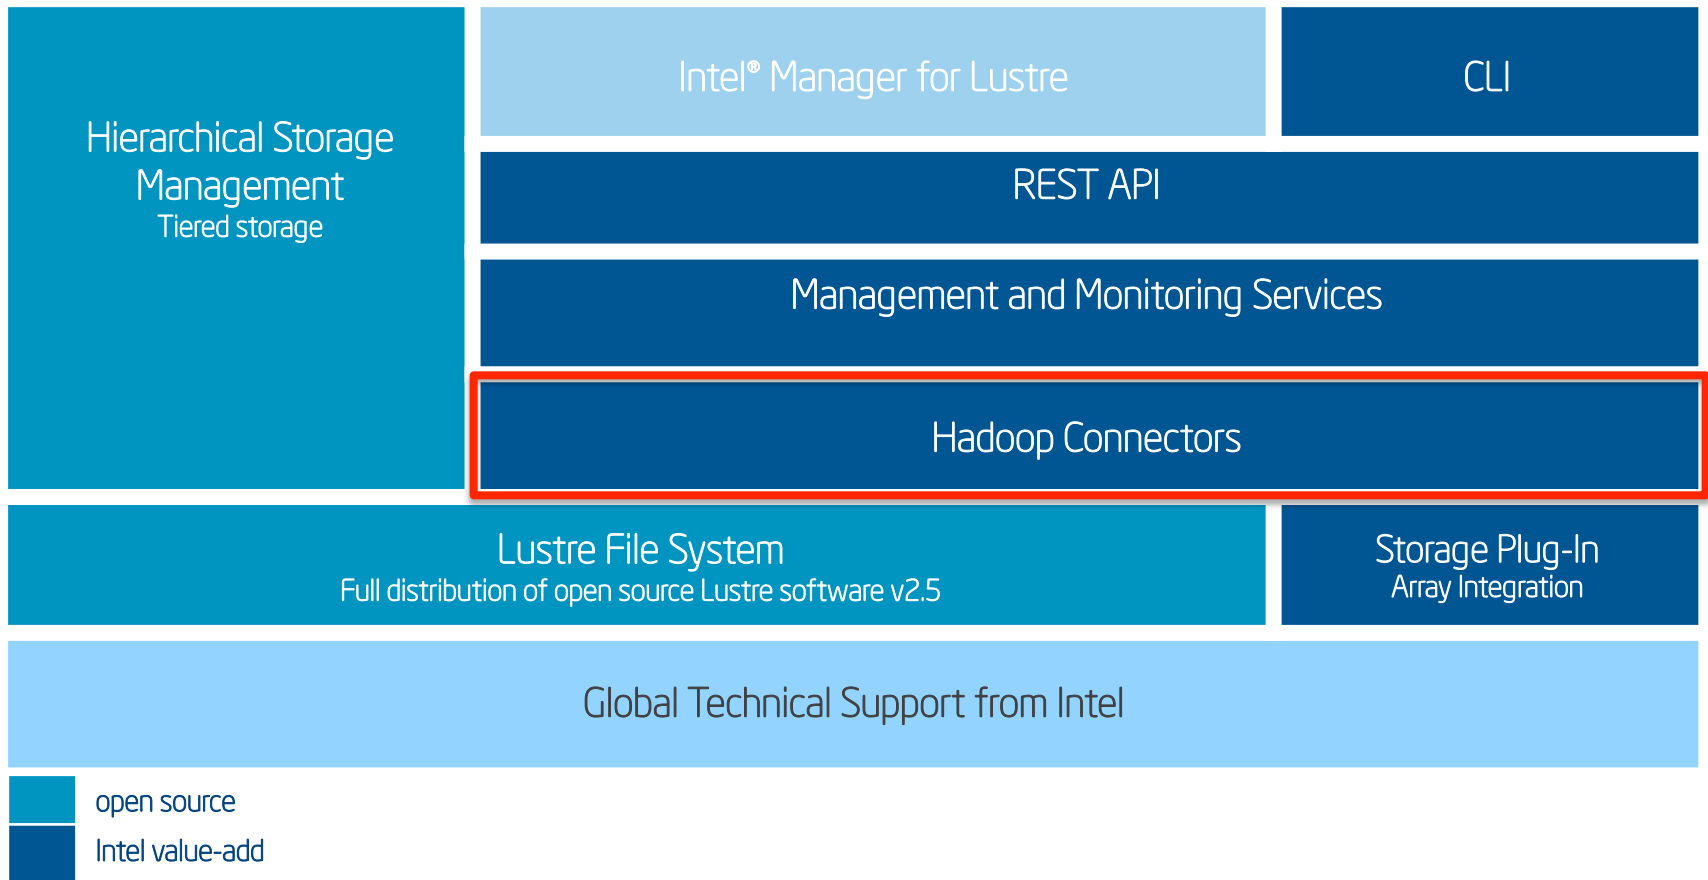 Hierarchical Storage
Management
Tiered storage
Intel® Manager for Lustre
CLI
REST API
Management and Monitoring Services
Hadoop Connectors
Lustre File System
Full distribution of open source Lustre software v2.5
Storage Plug-In
Array Integration
Global Technical Support from Intel
open source
Intel value-add